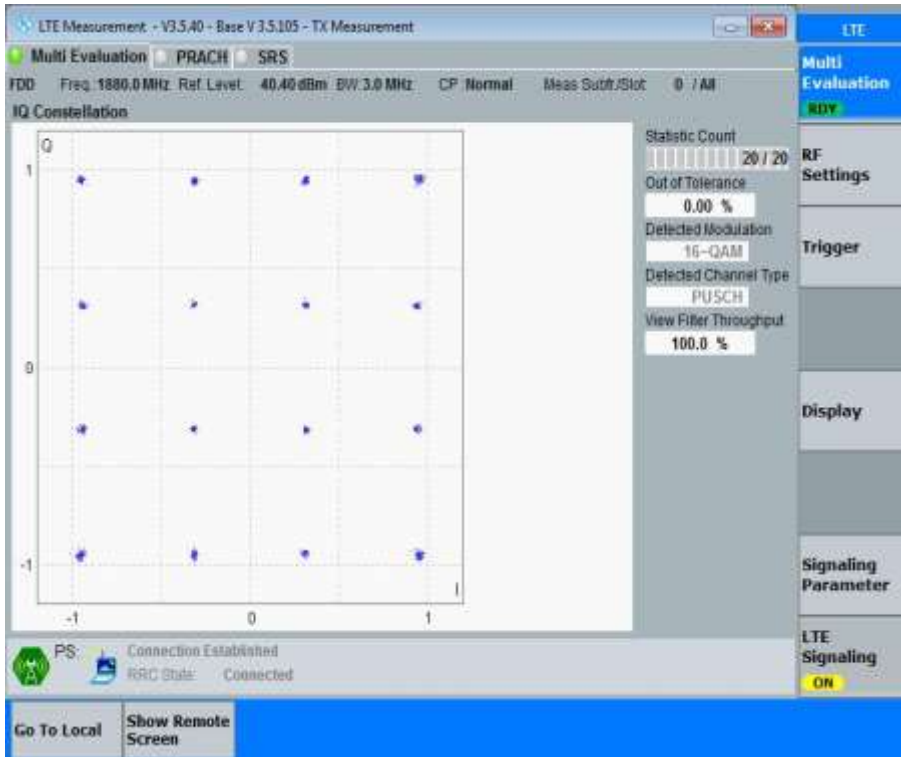 LTE Measurement - V3.5.40 - Base V 3.5.105 - TX Measurement
LTE
Multi Evaluation PRACH SRS
Multi
Evaluation
RDY
FDD Freq.:1880.0 MHz Ref. Level: 40.40 dBm BW:3.0 MHz CP :Normal Meas Subfr./Slot: 0 / All
IQ Constellation
Q
1
0
-1
-1 0 1
I
Statistic Count
20 / 20
Out of Tolerance
0.00 %
Detected Modulation
16-QAM
Detected Channel Type
PUSCH
View Filter Throughput
100.0 %
RF
Settings
Trigger
Display
Signaling
Parameter
LTE
Signaling
ON
PS: Connection Established
RRC State: Connected
Go To Local
Show Remote
Screen